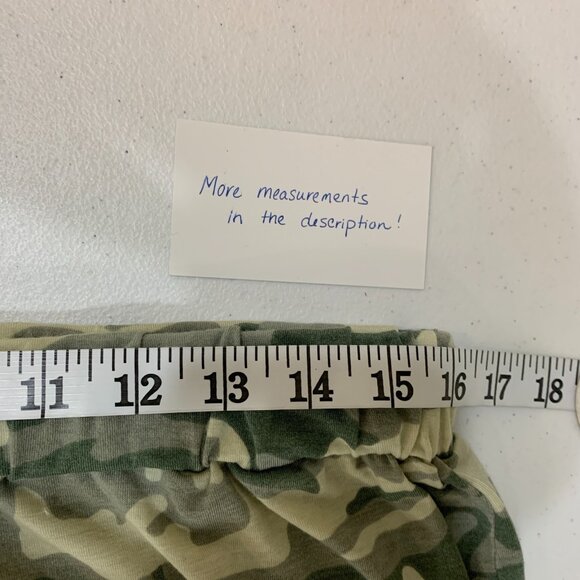 More measurements
in the description!
11 12 13 14 15 16 17 18